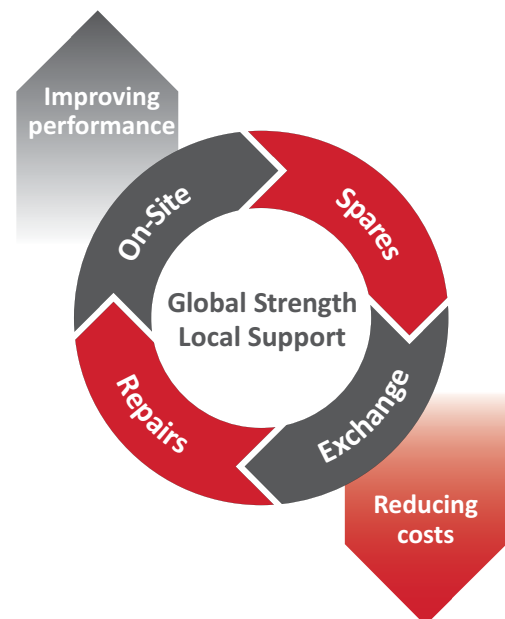 Improving
performance
On-Site
Spares
Global Strength
Local Support
Repairs
Exchange
Reducing
costs